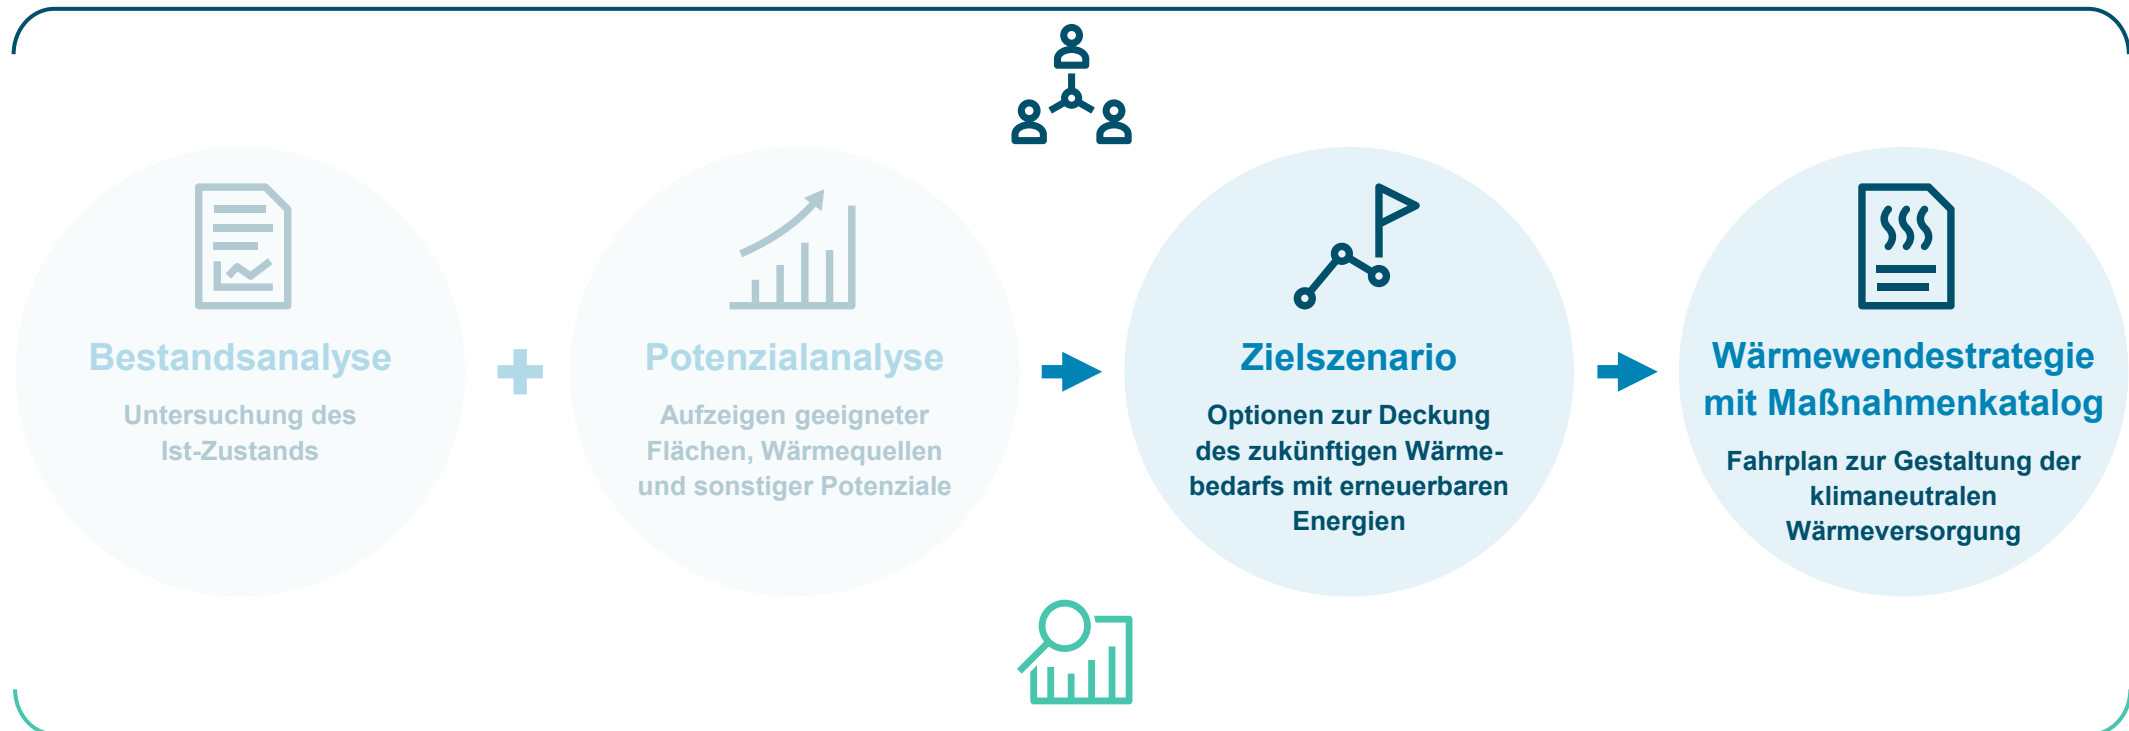 Bestandsanalyse
Untersuchung des
Ist-Zustands
Potenzialanalyse
Aufzeigen geeigneter
Flächen, Wärmequellen
und sonstiger Potenziale
Zielszenario
Optionen zur Deckung
des zukünftigen Wärme-
bedarfs mit erneuerbaren
Energien
Wärmewendestrategie
mit Maßnahmenkatalog
Fahrplan zur Gestaltung der
klimaneutralen
Wärmeversorgung